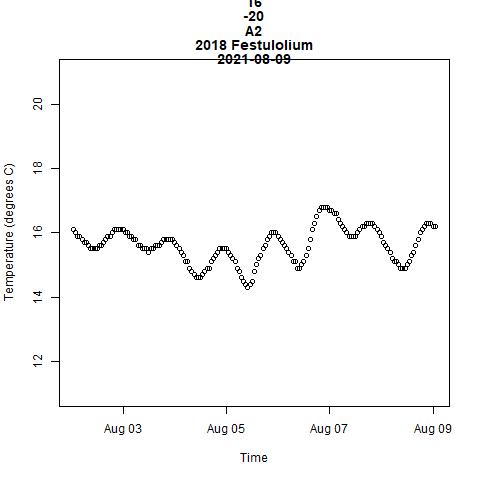 16
-20
A2
2018 Festulolium
2021-08-09
Temperature (degrees C)
20
18
16
14
12
Aug 03
Aug 05
Aug 07
Aug 09
Time